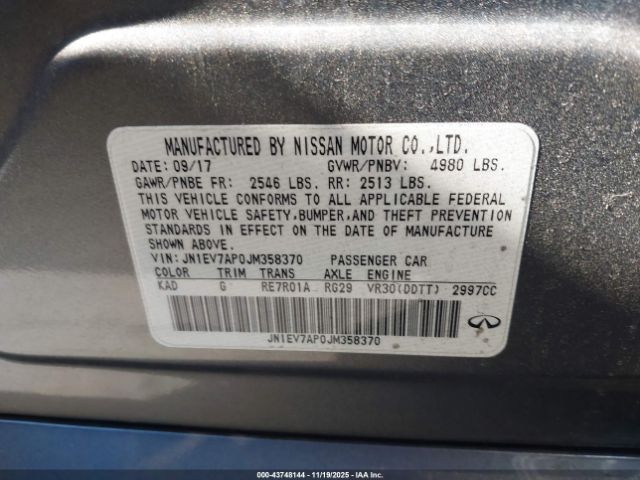 MANUFACTURED BY NISSAN MOTOR CO.,LTD.
DATE: 09/17 GVWR/PNBV: 4980 LBS.
GAWR/PNBE FR: 2546 LBS. RR: 2513 LBS.
THIS VEHICLE CONFORMS TO ALL APPLICABLE FEDERAL
MOTOR VEHICLE SAFETY,BUMPER,AND THEFT PREVENTION
STANDARDS IN EFFECT ON THE DATE OF MANUFACTURE
SHOWN ABOVE.
VIN: JN1EV7AP0JM358370 PASSENGER CAR
COLOR TRIM TRANS AXLE ENGINE
KAD G RE7R01A RG29 VR30(DDTT) 2997CC
JN1EV7AP0JM358370
000-43748144 - 11/19/2025 - IAA Inc.